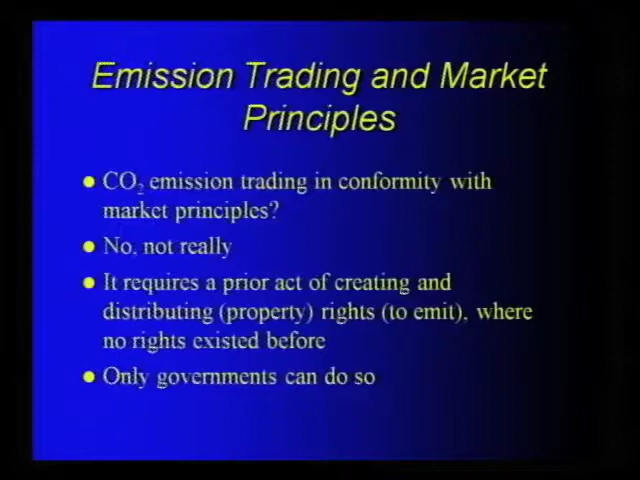 Emission Trading and Market
Principles
CO₂ emission trading in conformity with
market principles?
No, not really
It requires a prior act of creating and
distributing (property) rights (to emit), where
no rights existed before
Only governments can do so